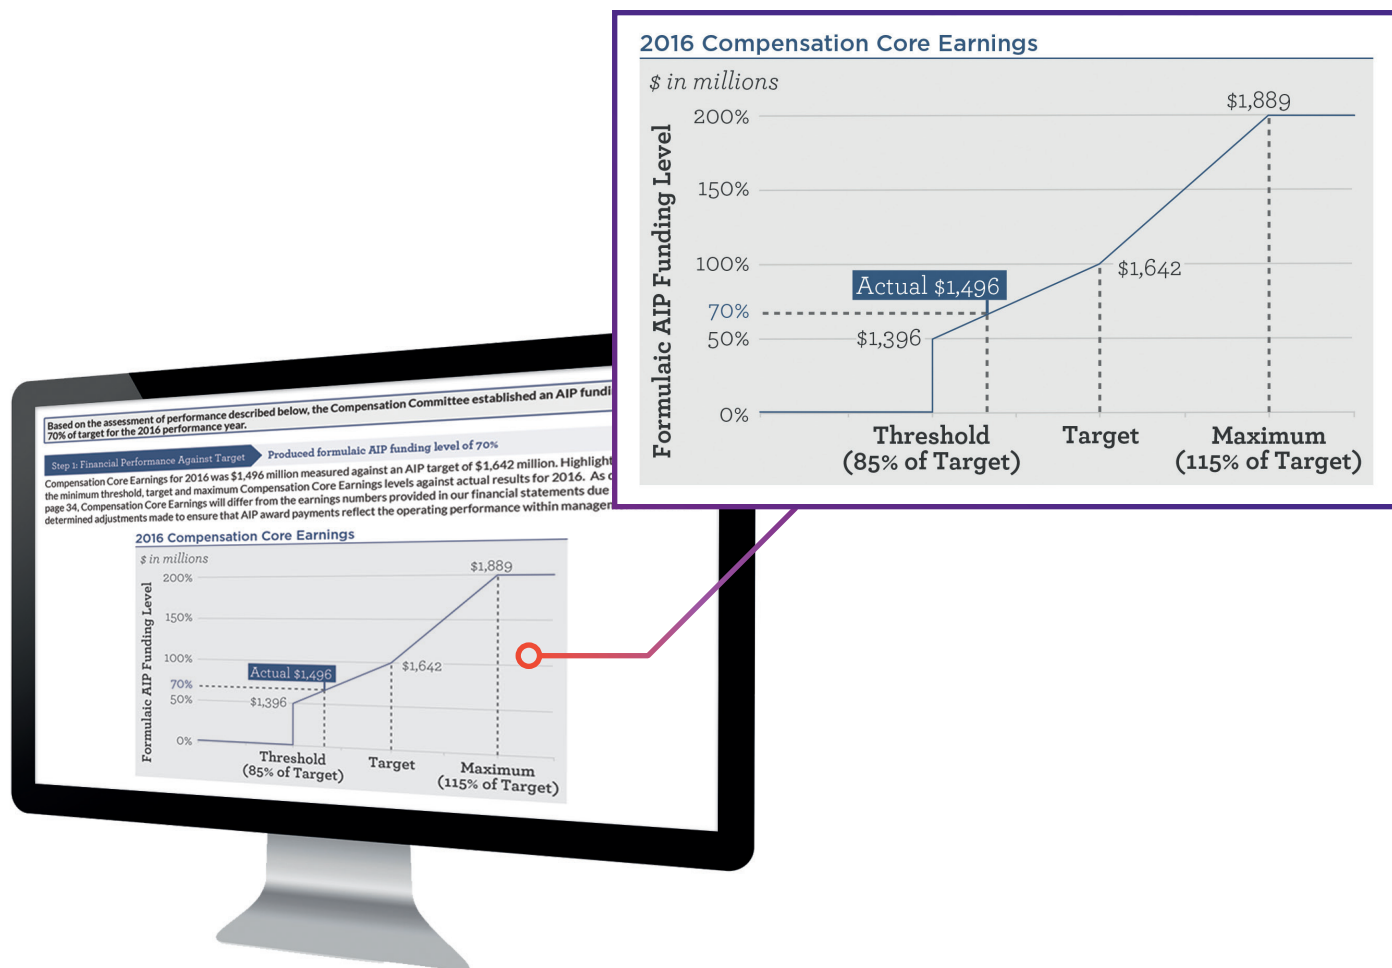 2016 Compensation Core Earnings
$ in millions
Formulaic AIP Funding Level
200%
150%
100%
70%
50%
0%
$1,889
$1,642
Actual $1,496
$1,396
Threshold
(85% of Target)
Target
Maximum
(115% of Target)
Based on the assessment of performance described below, the Compensation Committee established an AIP
70% of target for the 2016 performance year.
Step 1: Financial Performance Against Target
Produced formulaic AIP funding level of 70%
Compensation Core Earnings for 2016 was $1,496 million measured against an AIP target of $1,642 million.
the minimum threshold, target and maximum Compensation Core Earnings levels against actual results for 2016. As
page 34, Compensation Core Earnings will differ from the earnings numbers provided in our financial statements due
determined adjustments made to ensure that AIP award payments reflect the operating performance within
2016 Compensation Core Earnings
$ in millions
Formulaic AIP Funding Level
200%
150%
100%
70%
50%
0%
$1,889
$1,642
Actual $1,496
$1,396
Threshold
(85% of Target)
Target
Maximum
(115% of Target)